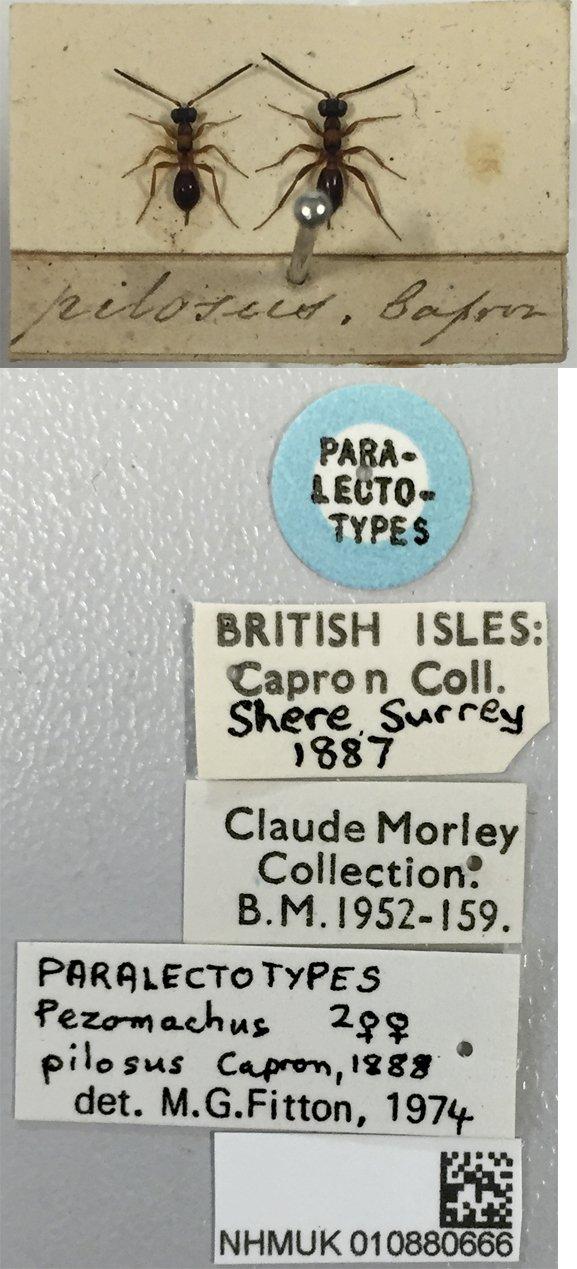 pilosus. Capron
PARA-
LECTO-
TYPES
BRITISH ISLES:
Capron Coll.
Shere, Surrey
1887
Claude Morley
Collection.
B.M.1952-159.
PARALECTOTYPES
Pezomachus 2♀♀
pilosus Capron, 1888
det. M.G.Fitton, 1974
NHMUK 010880666